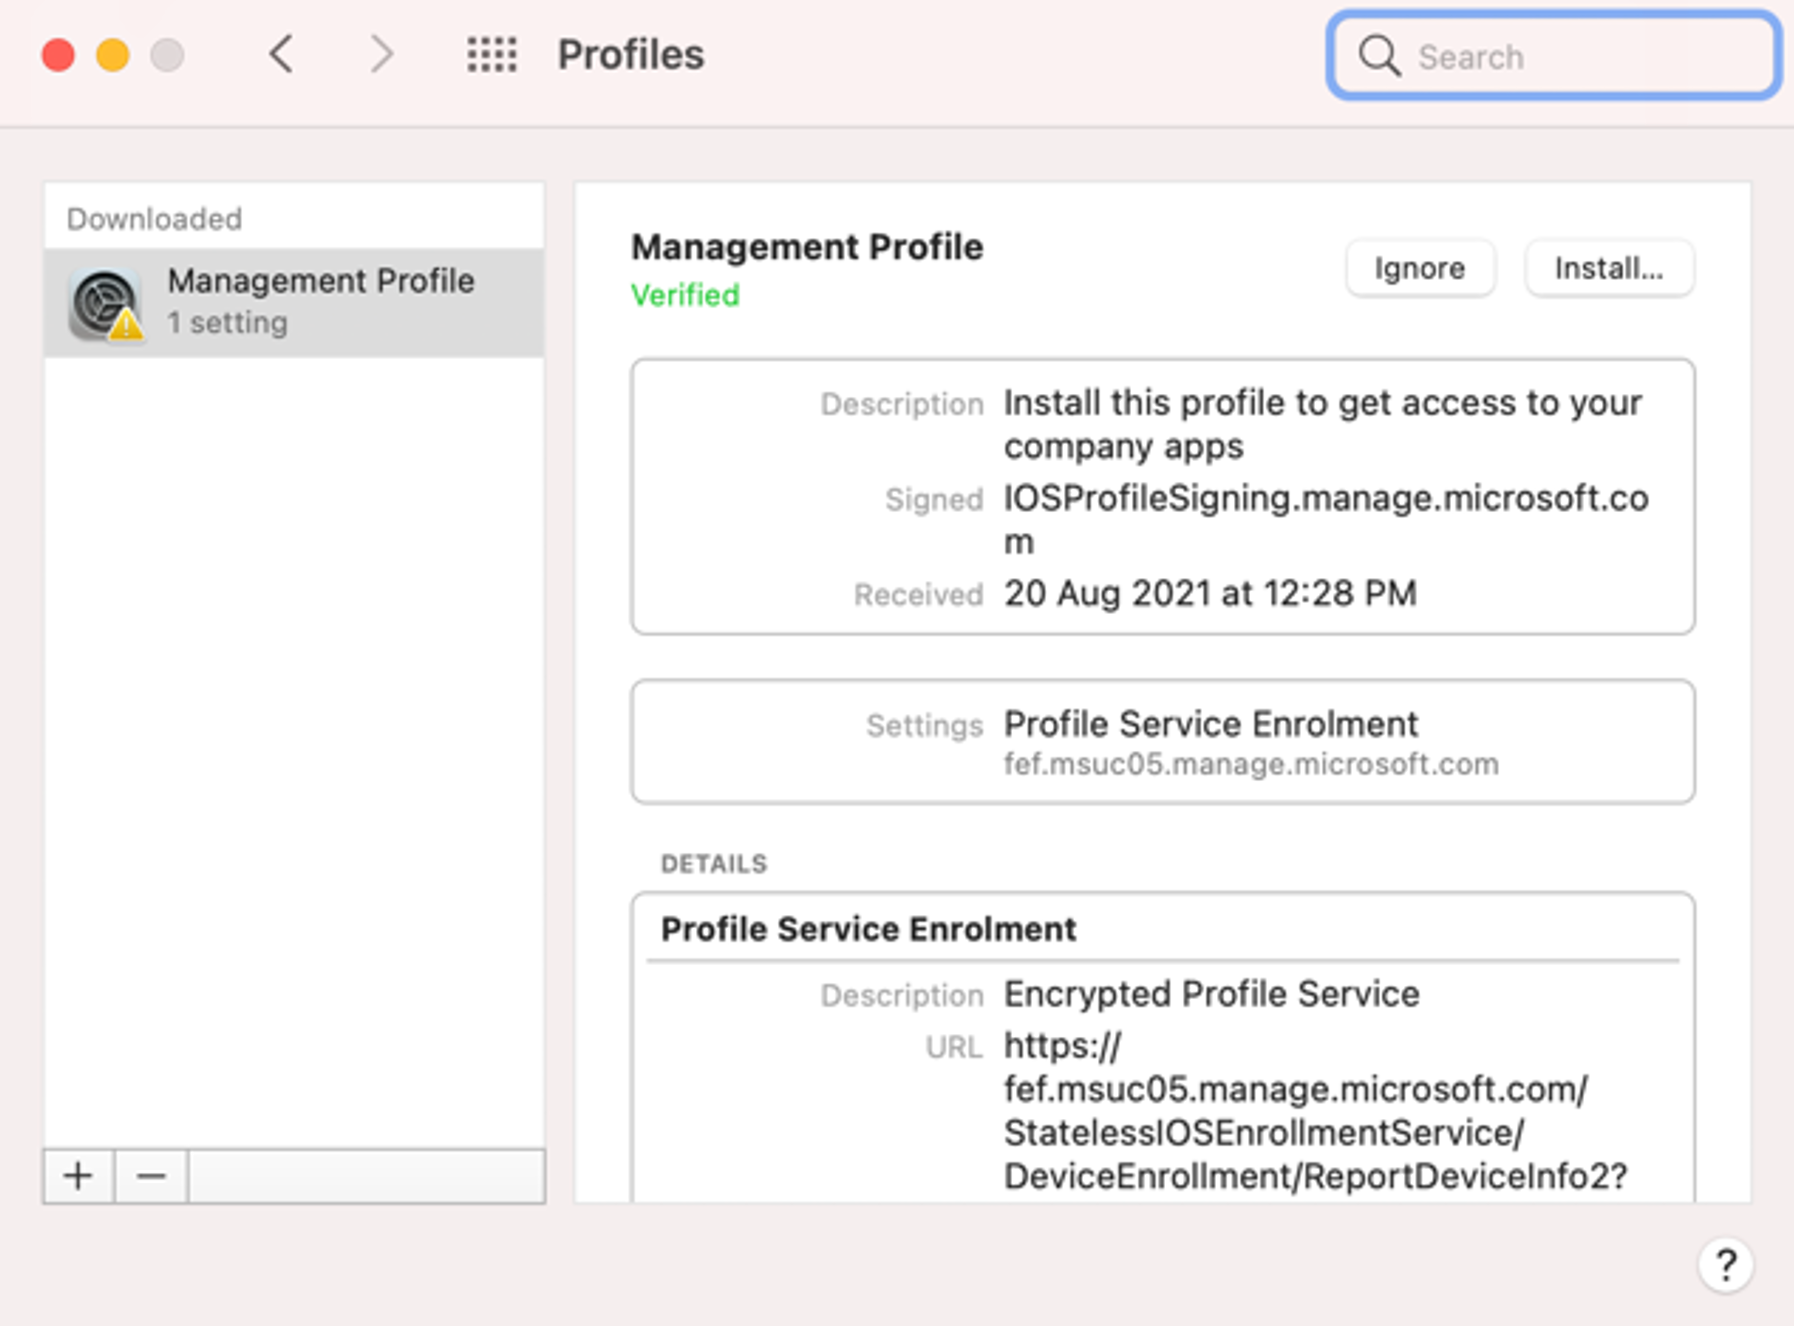 Profiles
Search
Downloaded
Management Profile
1 setting
Management Profile
Verified
Ignore
Install...
Description Install this profile to get access to your
company apps
Signed IOSProfileSigning.manage.microsoft.co
m
Received 20 Aug 2021 at 12:28 PM
Settings Profile Service Enrolment
fef.msuc05.manage.microsoft.com
DETAILS
Profile Service Enrolment
Description Encrypted Profile Service
URL https://
fef.msuc05.manage.microsoft.com/
StatelessIOSEnrollmentService/
DeviceEnrollment/ReportDeviceInfo2?
+ −
?